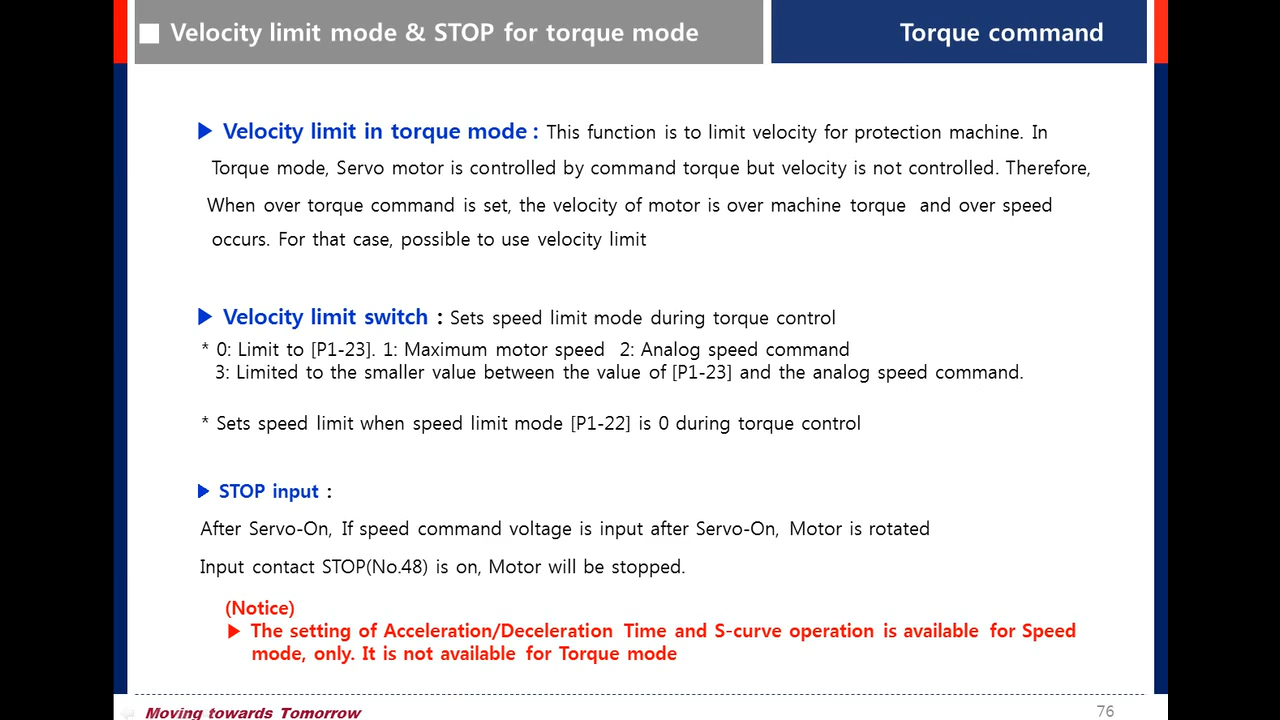 Velocity limit mode & STOP for torque mode
Torque command
Velocity limit in torque mode : This function is to limit velocity for protection machine. In
Torque mode, Servo motor is controlled by command torque but velocity is not controlled. Therefore,
When over torque command is set, the velocity of motor is over machine torque and over speed
occurs. For that case, possible to use velocity limit
Velocity limit switch : Sets speed limit mode during torque control
* 0: Limit to [P1-23]. 1: Maximum motor speed 2: Analog speed command
3: Limited to the smaller value between the value of [P1-23] and the analog speed command.
* Sets speed limit when speed limit mode [P1-22] is 0 during torque control
STOP input :
After Servo-On, If speed command voltage is input after Servo-On, Motor is rotated
Input contact STOP(No.48) is on, Motor will be stopped.
(Notice)
The setting of Acceleration/Deceleration Time and S-curve operation is available for Speed
mode, only. It is not available for Torque mode
Moving towards Tomorrow
76